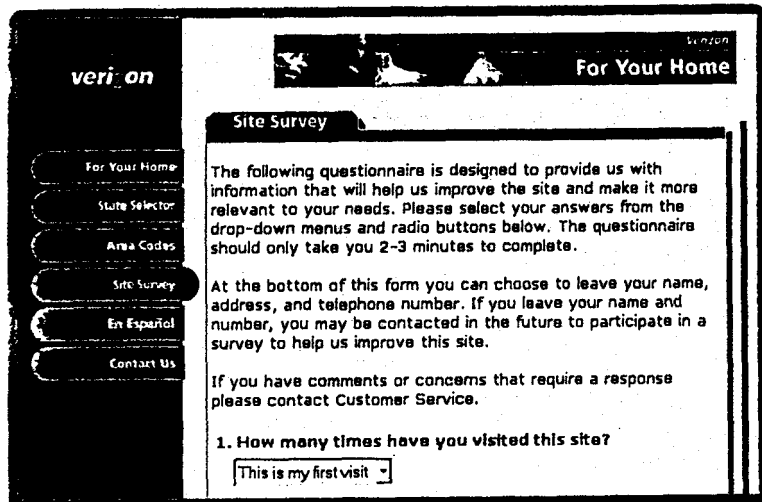 verizon
Verizon
For Your Home
Site Survey
For Your Home
State Selector
Area Codes
Site Survey
En Español
Contact Us
The following questionnaire is designed to provide us with
information that will help us improve the site and make it more
relevant to your needs. Please select your answers from the
drop-down menus and radio buttons below. The questionnaire
should only take you 2-3 minutes to complete.
At the bottom of this form you can choose to leave your name,
address, and telephone number. If you leave your name and
number, you may be contacted in the future to participate in a
survey to help us improve this site.
If you have comments or concerns that require a response
please contact Customer Service.
1. How many times have you visited this site?
This is my first visit